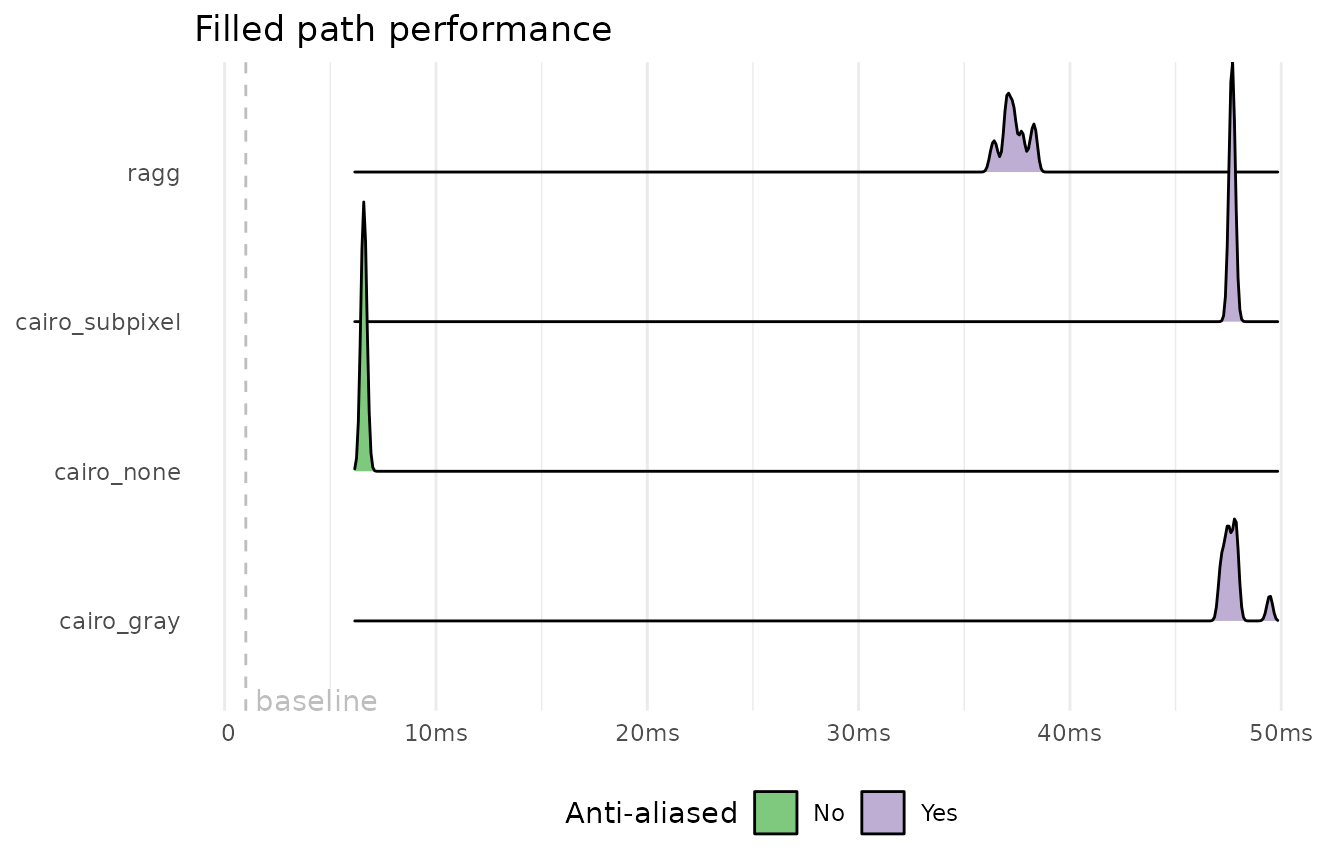 Filled path performance
ragg
cairo_subpixel
cairo_none
cairo_gray
baseline
0 10ms 20ms 30ms 40ms 50ms
Anti-aliased No Yes